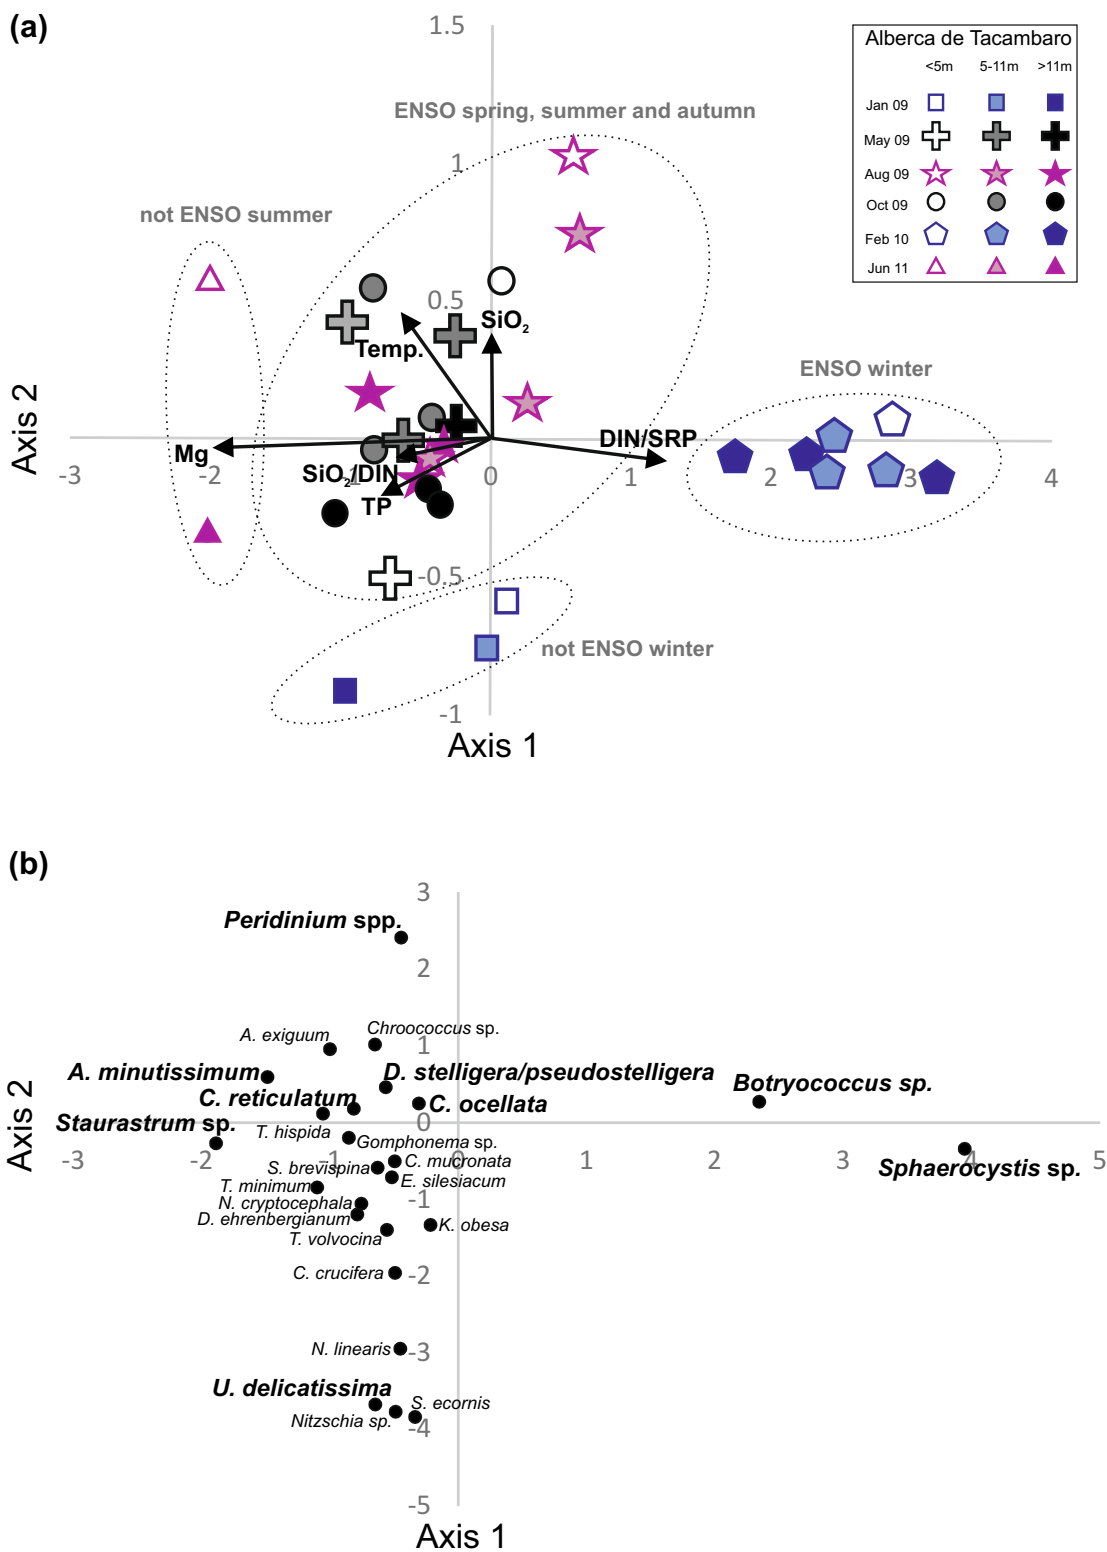 (a)
1.5
Alberca de Tacambaro
<5m 5-11m >11m
Jan 09
May 09
Aug 09
Oct 09
Feb 10
Jun 11
ENSO spring, summer and autumn
1
not ENSO summer
0.5
SiO2
Temp.
ENSO winter
Axis 2
DIN/SRP
Mg
-3 -2 -1 0 1 2 3 4
SiO2/DIN
TP
-0.5
not ENSO winter
-1
Axis 1
(b)
3
Peridinium spp.
2
Chroococcus sp.
A. exiguum
1
A. minutissimum
D. stelligera/pseudostelligera
Botryococcus sp.
C. reticulatum
C. ocellata
Axis 2
Staurastrum sp.
T. hispida
Gomphonema sp.
-3 -2 -1 0 1 2 3 4 5
C. mucronata
Sphaerocystis sp.
S. brevispina
E. silesiacum
T. minimum
-1
N. cryptocephala
D. ehrenbergianum
K. obesa
T. volvocina
C. crucifera
-2
N. linearis
-3
U. delicatissima
S. ecornis
Nitzschia sp.
-4
-5
Axis 1